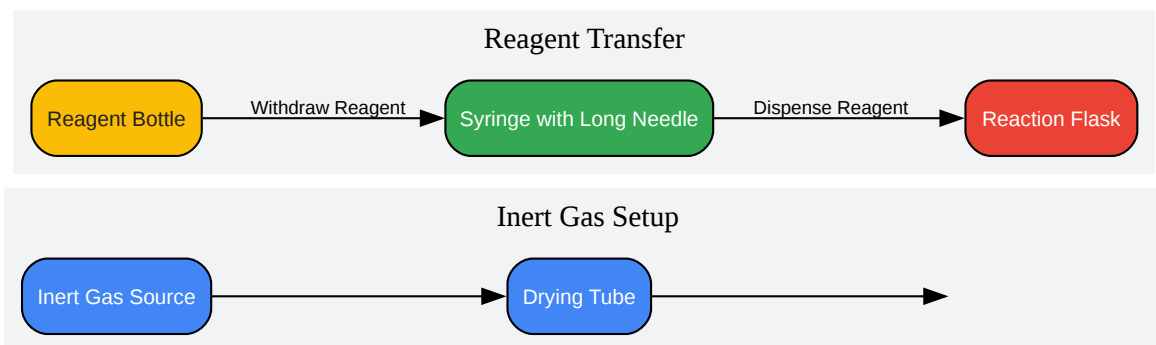 Reagent Transfer
Reagent Bottle
Withdraw Reagent
Syringe with Long Needle
Dispense Reagent
Reaction Flask
Inert Gas Setup
Inert Gas Source
Drying Tube